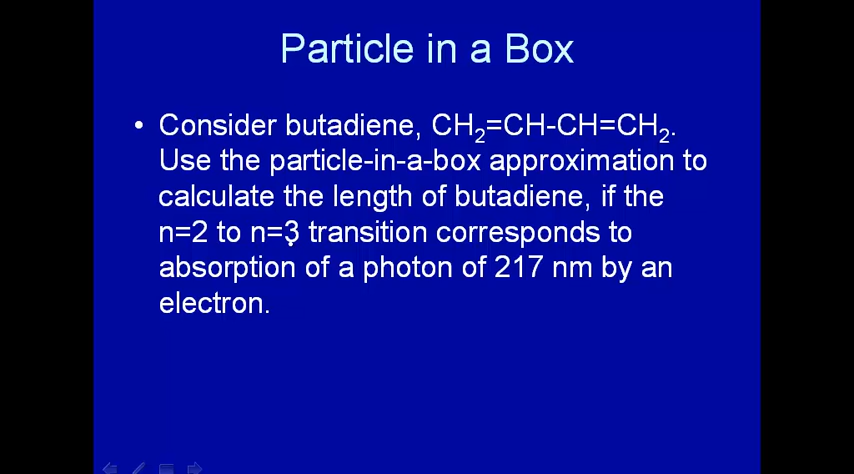 Particle in a Box
• Consider butadiene, CH₂=CH-CH=CH₂.
Use the particle-in-a-box approximation to
calculate the length of butadiene, if the
n=2 to n=3 transition corresponds to
absorption of a photon of 217 nm by an
electron.